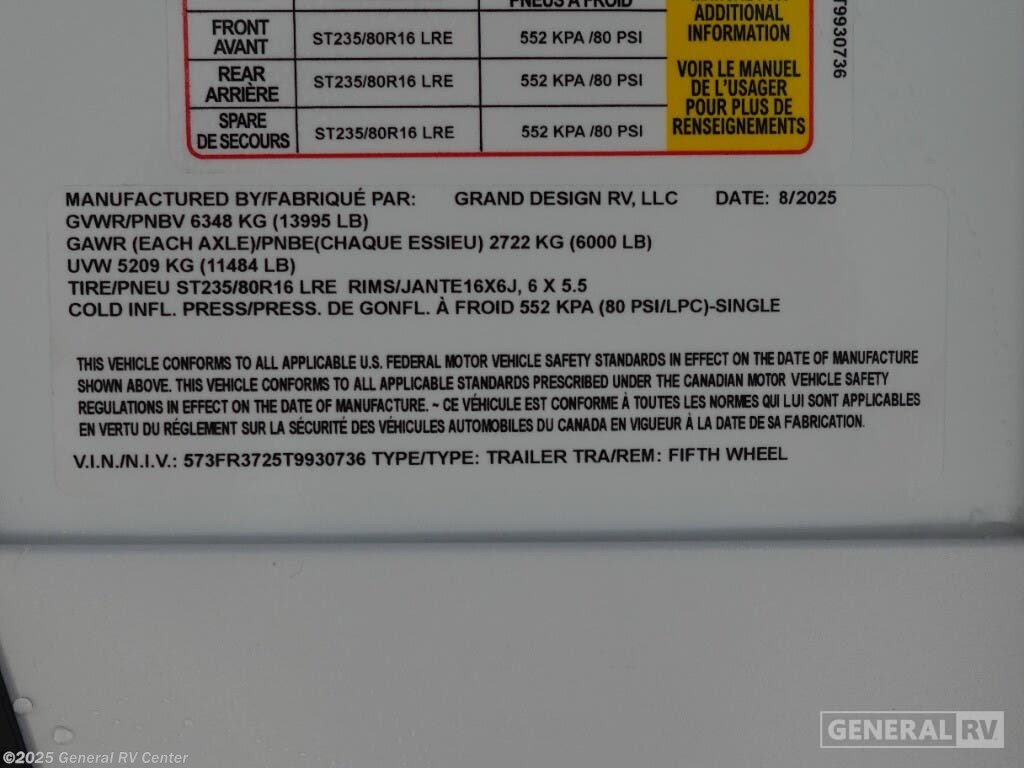 PNEUS À FROID
ADDITIONAL
INFORMATION
FRONT
AVANT
ST235/80R16 LRE
552 KPA /80 PSI
REAR
ARRIÈRE
ST235/80R16 LRE
552 KPA /80 PSI
SPARE
DE SECOURS
ST235/80R16 LRE
552 KPA /80 PSI
VOIR LE MANUEL
DE L'USAGER
POUR PLUS DE
RENSEIGNEMENTS
T9930736
MANUFACTURED BY/FABRIQUÉ PAR: GRAND DESIGN RV, LLC DATE: 8/2025
GVWR/PNBV 6348 KG (13995 LB)
GAWR (EACH AXLE)/PNBE(CHAQUE ESSIEU) 2722 KG (6000 LB)
UVW 5209 KG (11484 LB)
TIRE/PNEU ST235/80R16 LRE RIMS/JANTE16X6J, 6 X 5.5
COLD INFL. PRESS/PRESS. DE GONFL. À FROID 552 KPA (80 PSI/LPC)-SINGLE
THIS VEHICLE CONFORMS TO ALL APPLICABLE U.S. FEDERAL MOTOR VEHICLE SAFETY STANDARDS IN EFFECT ON THE DATE OF MANUFACTURE
SHOWN ABOVE. THIS VEHICLE CONFORMS TO ALL APPLICABLE STANDARDS PRESCRIBED UNDER THE CANADIAN MOTOR VEHICLE SAFETY
REGULATIONS IN EFFECT ON THE DATE OF MANUFACTURE. ~ CE VÉHICULE EST CONFORME À TOUTES LES NORMES QUI LUI SONT APPLICABLES
EN VERTU DU RÉGLEMENT SUR LA SÉCURITÉ DES VÉHICULES AUTOMOBILES DU CANADA EN VIGUEUR À LA DATE DE SA FABRICATION.
V.I.N./N.I.V.: 573FR3725T9930736 TYPE/TYPE: TRAILER TRA/REM: FIFTH WHEEL
GENERAL RV
©2025 General RV Center